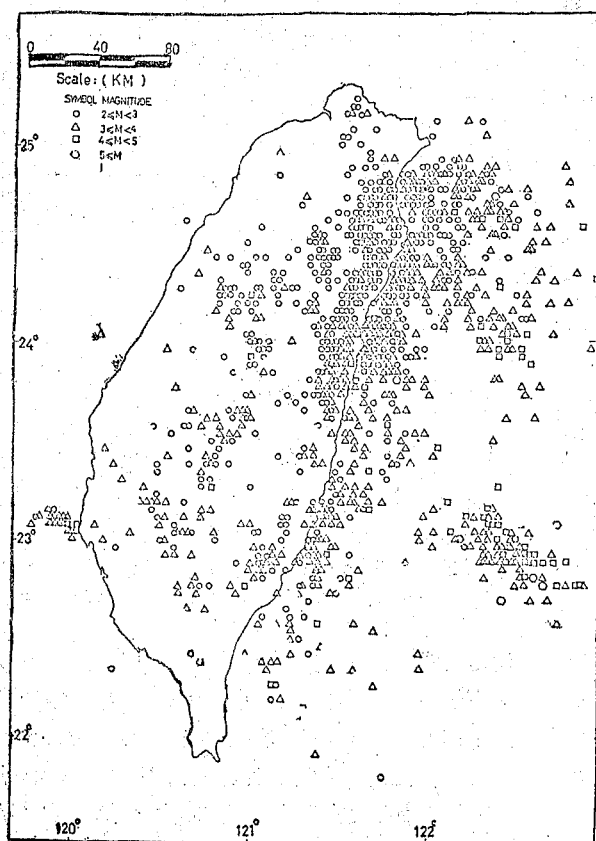 0 40 80
Scale: (KM)
SYMBOL MAGNITUDE
○ 2≤M<3
△ 3≤M<4
□ 4≤M<5
5≤M
25°
24°
23°
22°
120° 121° 122°